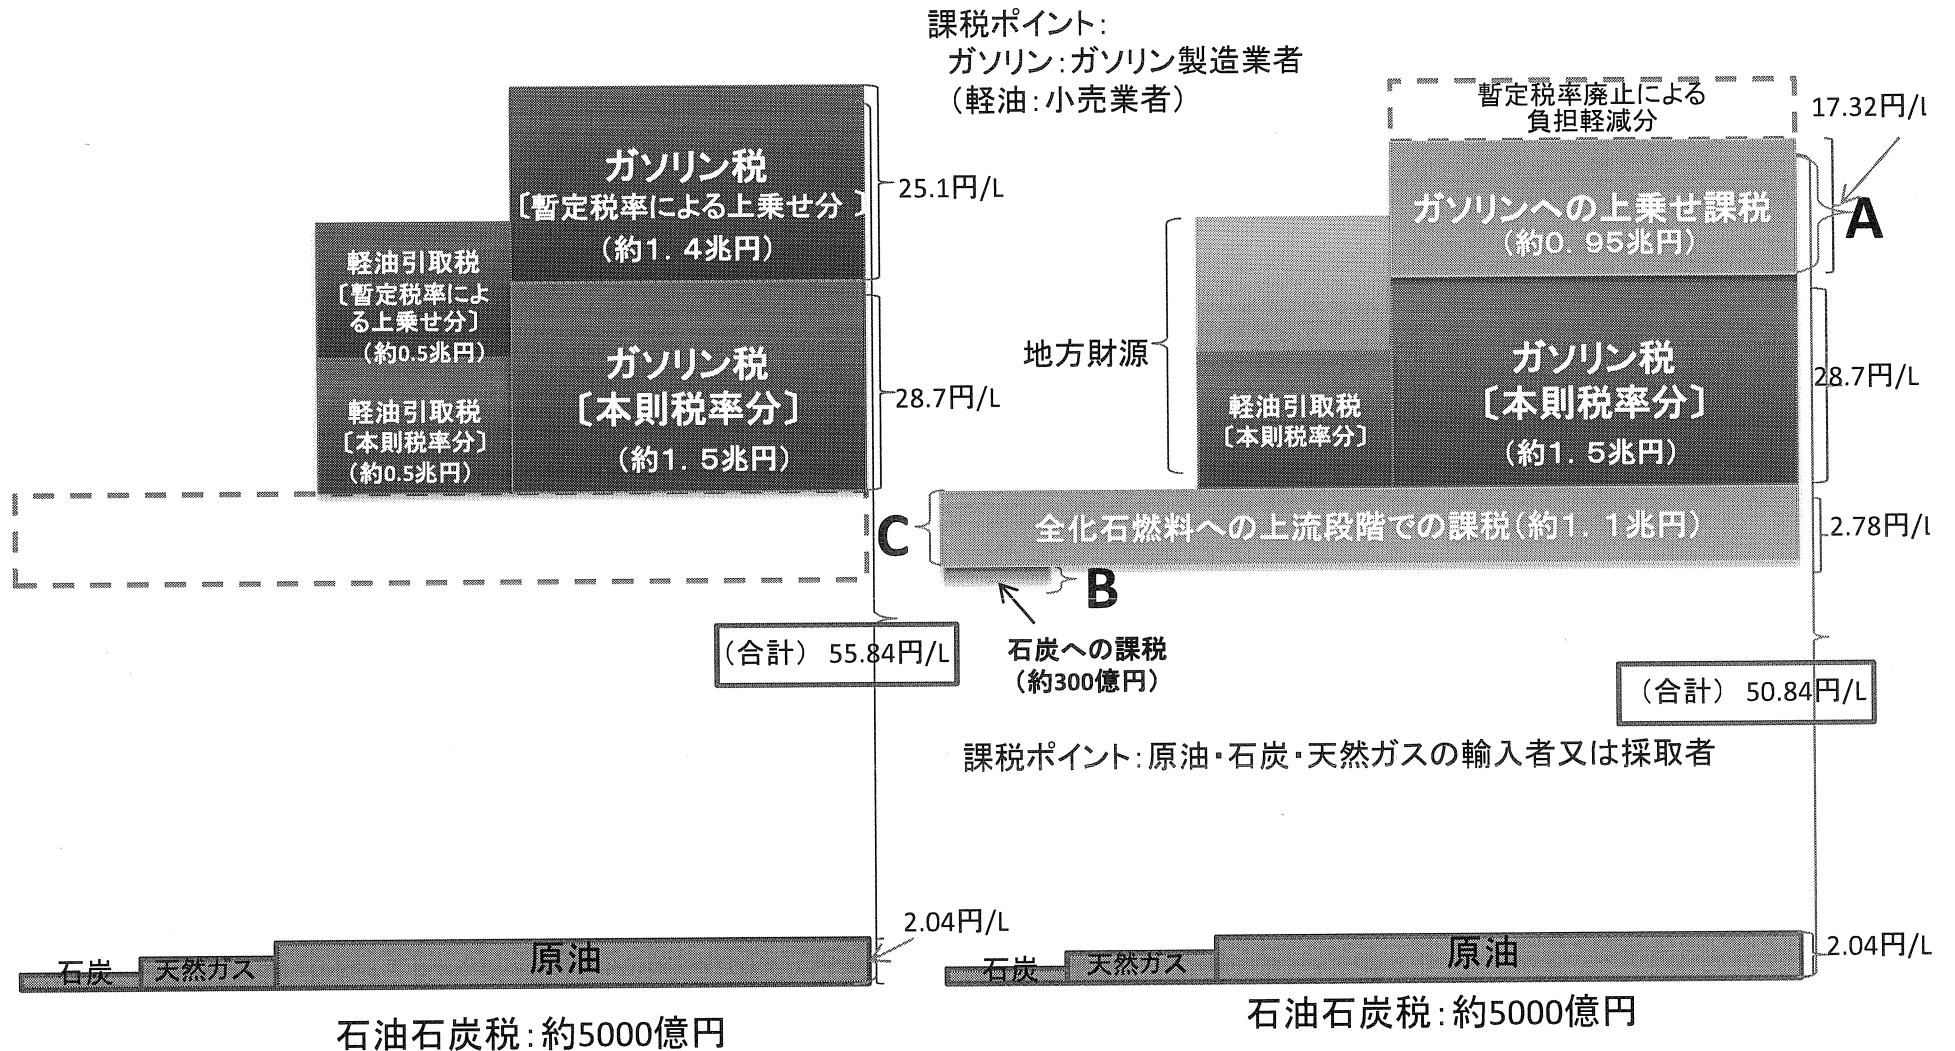 課税ポイント：
ガソリン：ガソリン製造業者
（軽油：小売業者）
ガソリン税
〔暫定税率による上乗せ分〕
（約1．4兆円）
25.1円/L
軽油引取税
〔暫定税率によ
る上乗せ分〕
（約0.5兆円）
ガソリン税
〔本則税率分〕
（約1．5兆円）
28.7円/L
軽油引取税
〔本則税率分〕
（約0.5兆円）
（合計） 55.84円/L
2.04円/L
石炭
天然ガス
原油
石油石炭税：約5000億円
暫定税率廃止による
負担軽減分
17.32円/L
ガソリンへの上乗せ課税
（約0．95兆円）
A
地方財源
ガソリン税
〔本則税率分〕
（約1．5兆円）
28.7円/L
軽油引取税
〔本則税率分〕
C
全化石燃料への上流段階での課税（約1．1兆円）
2.78円/L
B
石炭への課税
（約300億円）
（合計） 50.84円/L
課税ポイント：原油・石炭・天然ガスの輸入者又は採取者
石炭
天然ガス
原油
2.04円/L
石油石炭税：約5000億円